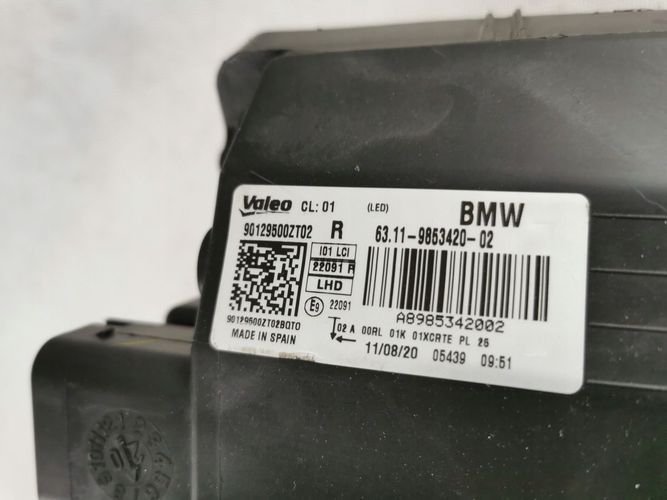 Valeo CL: 01 (LED) BMW
90129500ZT02 R 63.11-9853420-02
I01 LCI
22091 R
LHD
E9 22091
A8985342002
90129500ZT02BQTO
MADE IN SPAIN
02 A 00RL 01K 01XCRTE PL 25
11/08/20 05439 09:51